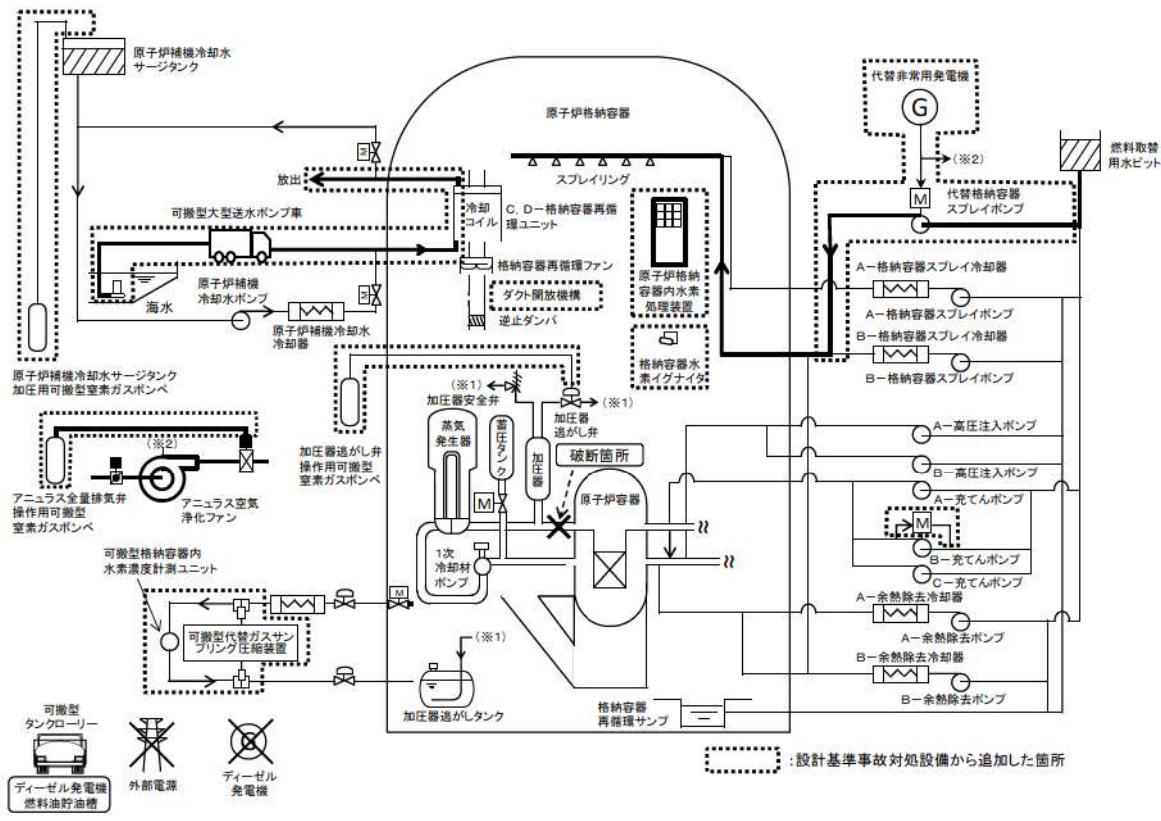 原子炉補機冷却水
サージタンク
原子炉格納容器
代替非常用発電機
G
(※2)
燃料取替
用水ピット
M
代替格納容器
スプレイポンプ
スプレイリング
放出
M
冷却
コイル
C,D－格納容器再循
環ユニット
可搬型大型送水ポンプ車
格納容器再循環ファン
ダクト開放機構
逆止ダンパ
海水
原子炉補機
冷却水ポンプ
M
原子炉補機冷却水
冷却器
原子炉格納
容器内水素
処理装置
格納容器水
素イグナイタ
A－格納容器スプレイ冷却器
A－格納容器スプレイポンプ
B－格納容器スプレイ冷却器
B－格納容器スプレイポンプ
原子炉補機冷却水サージタンク
加圧用可搬型窒素ガスボンベ
(※1)
加圧器安全弁
(※1)
加圧器
逃がし弁
加圧器逃がし弁
操作用可搬型
窒素ガスボンベ
蒸気
発生器
蓄圧タンク
加圧器
破断箇所
原子炉容器
M
1次
冷却材
ポンプ
(※2)
アニュラス全量排気弁
操作用可搬型
窒素ガスボンベ
アニュラス空気
浄化ファン
A－高圧注入ポンプ
B－高圧注入ポンプ
A－充てんポンプ
M
B－充てんポンプ
C－充てんポンプ
A－余熱除去冷却器
A－余熱除去ポンプ
B－余熱除去冷却器
B－余熱除去ポンプ
可搬型格納容器内
水素濃度計測ユニット
M
可搬型代替ガスサン
プリング圧縮装置
(※1)
加圧器逃がしタンク
格納容器
再循環サンプ
可搬型
タンクローリー
ディーゼル発電機
燃料油貯油槽
外部電源
ディーゼル
発電機
:設計基準事故対処設備から追加した箇所